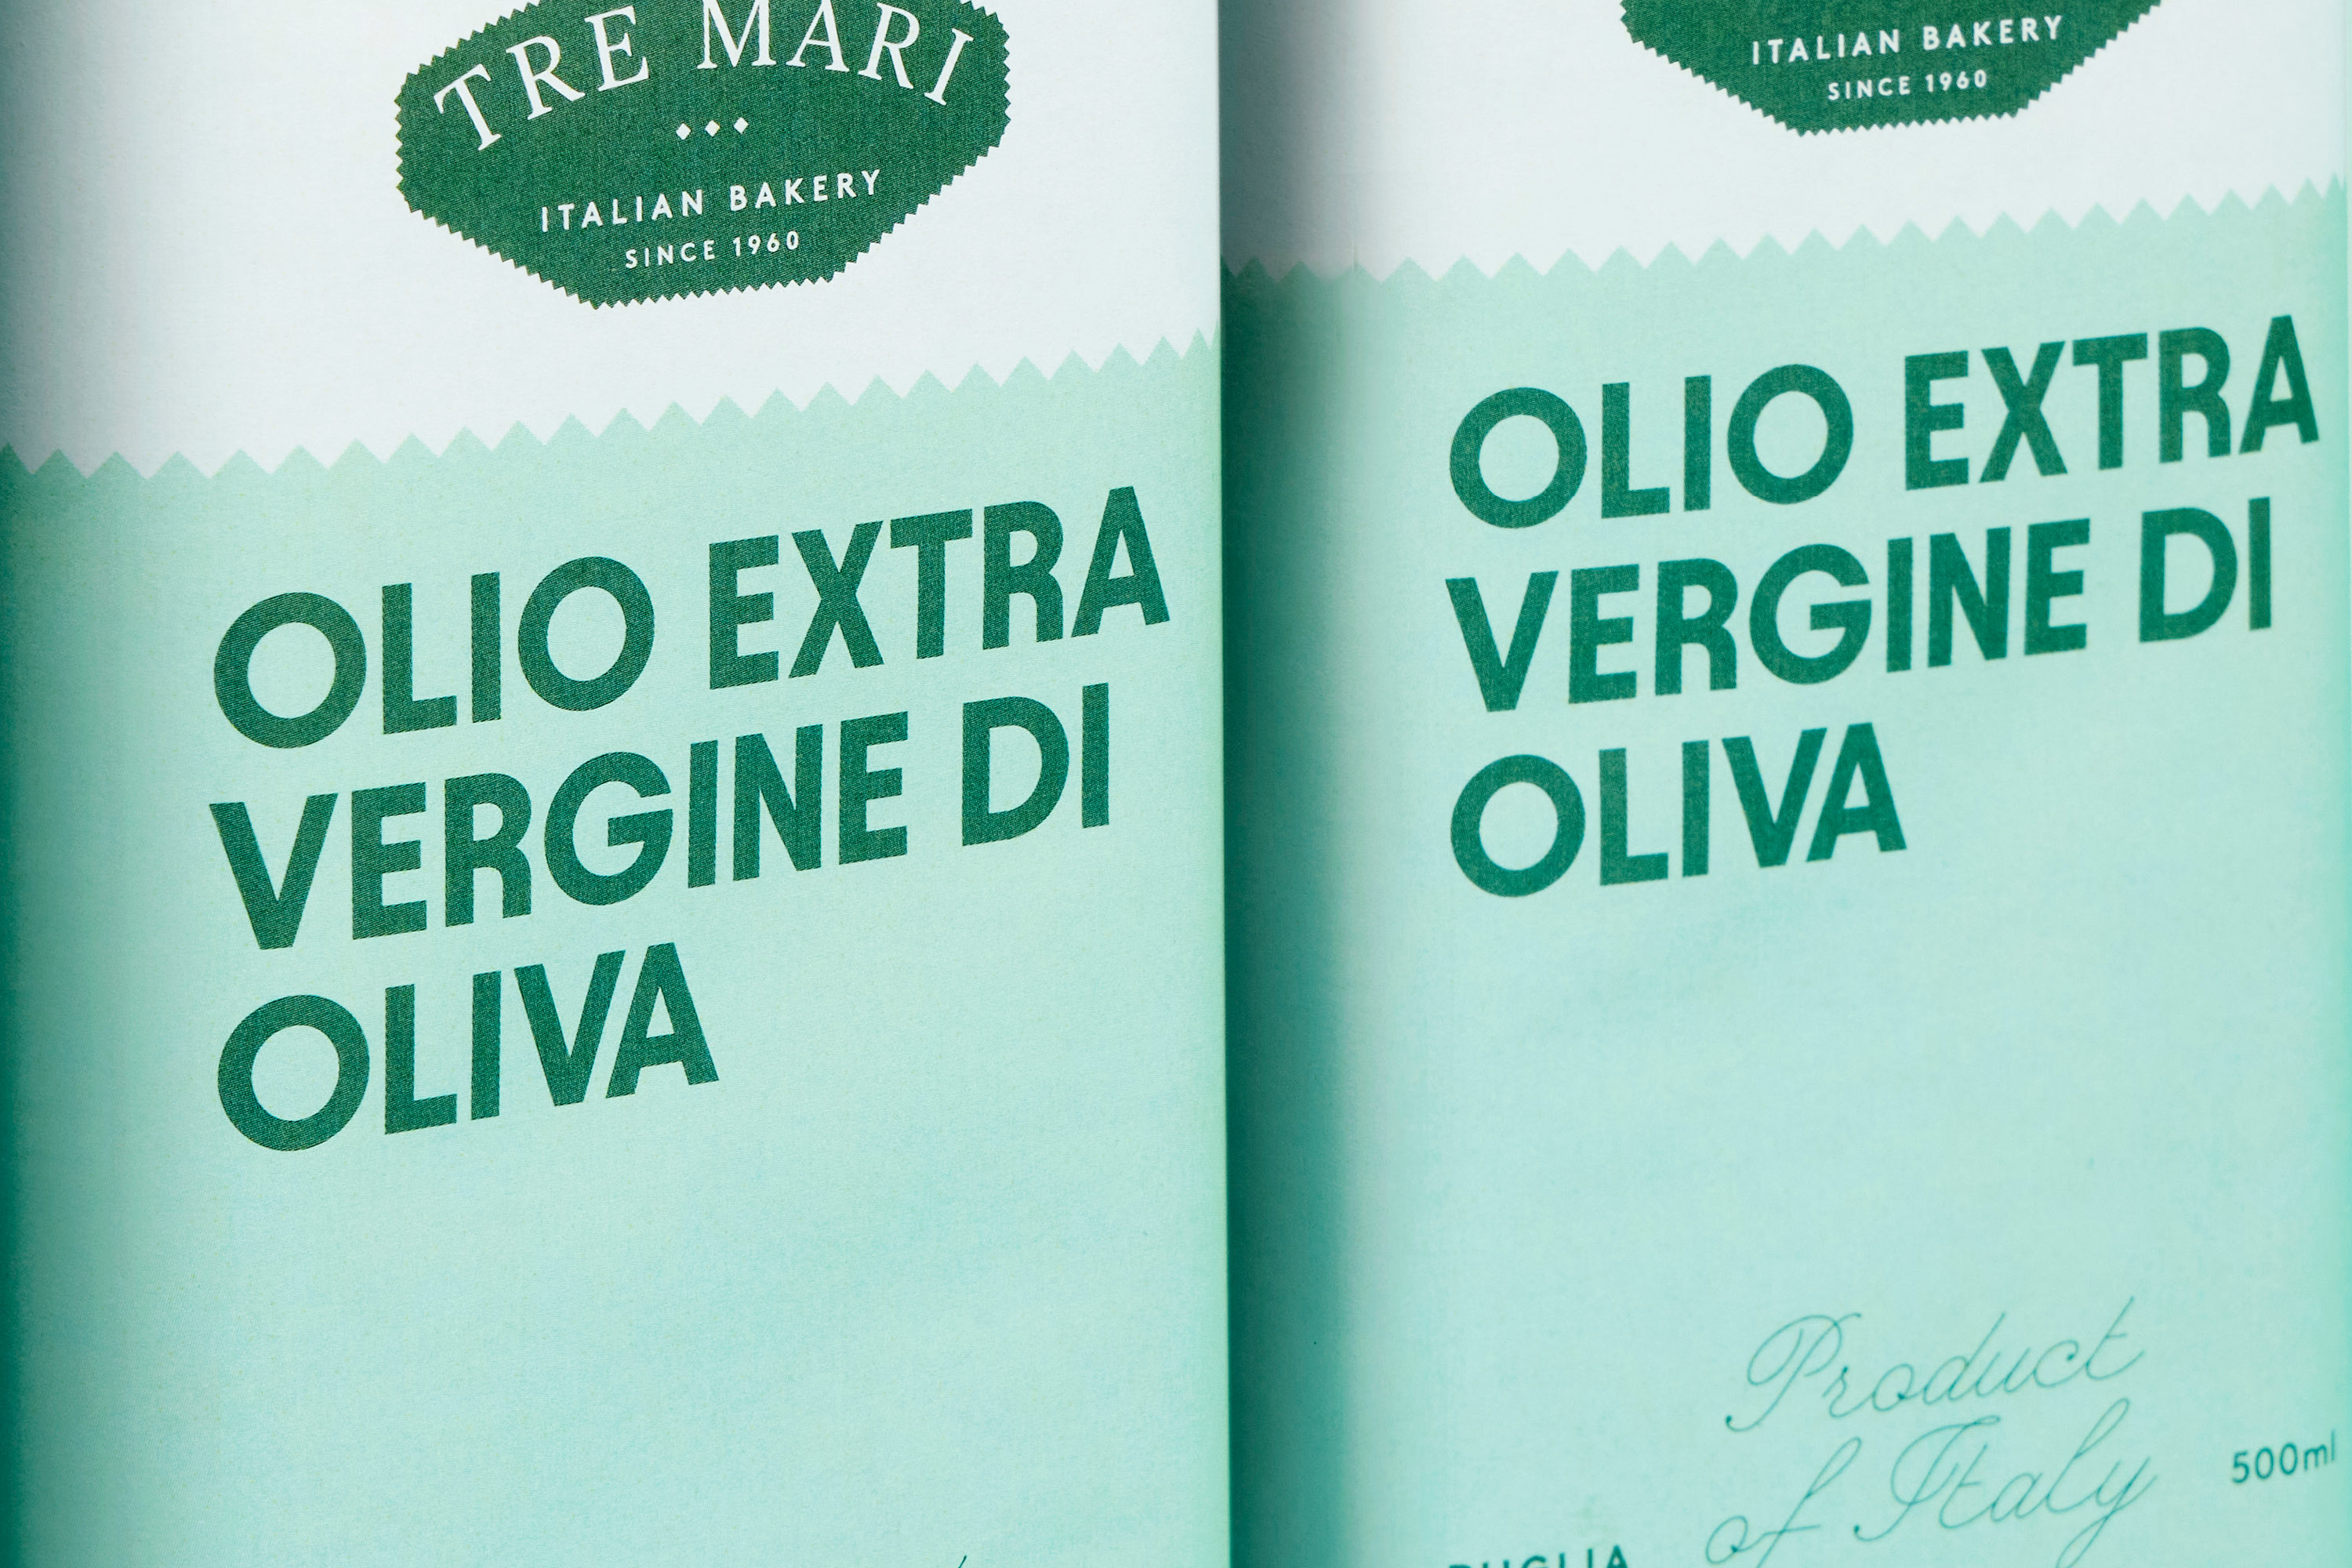 TRE MARI
ITALIAN BAKERY
SINCE 1960
OLIO EXTRA
VERGINE DI
OLIVA
ITALIAN BAKERY
SINCE 1960
OLIO EXTRA
VERGINE DI
OLIVA
Product
of Italy
500ml
PUGLIA